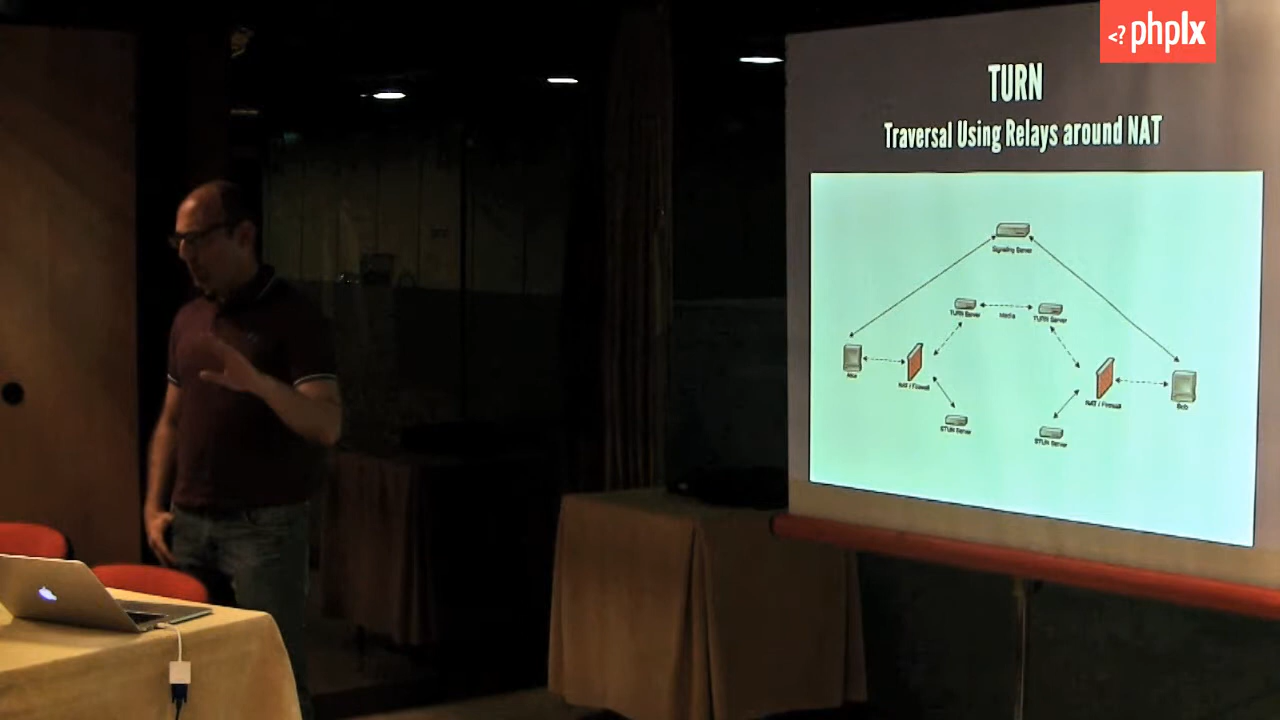 <? phplx
TURN
Traversal Using Relays around NAT
Signaling Server
TURN Server
Media
TURN Server
Alice
NAT / Firewall
NAT / Firewall
Bob
STUN Server
STUN Server